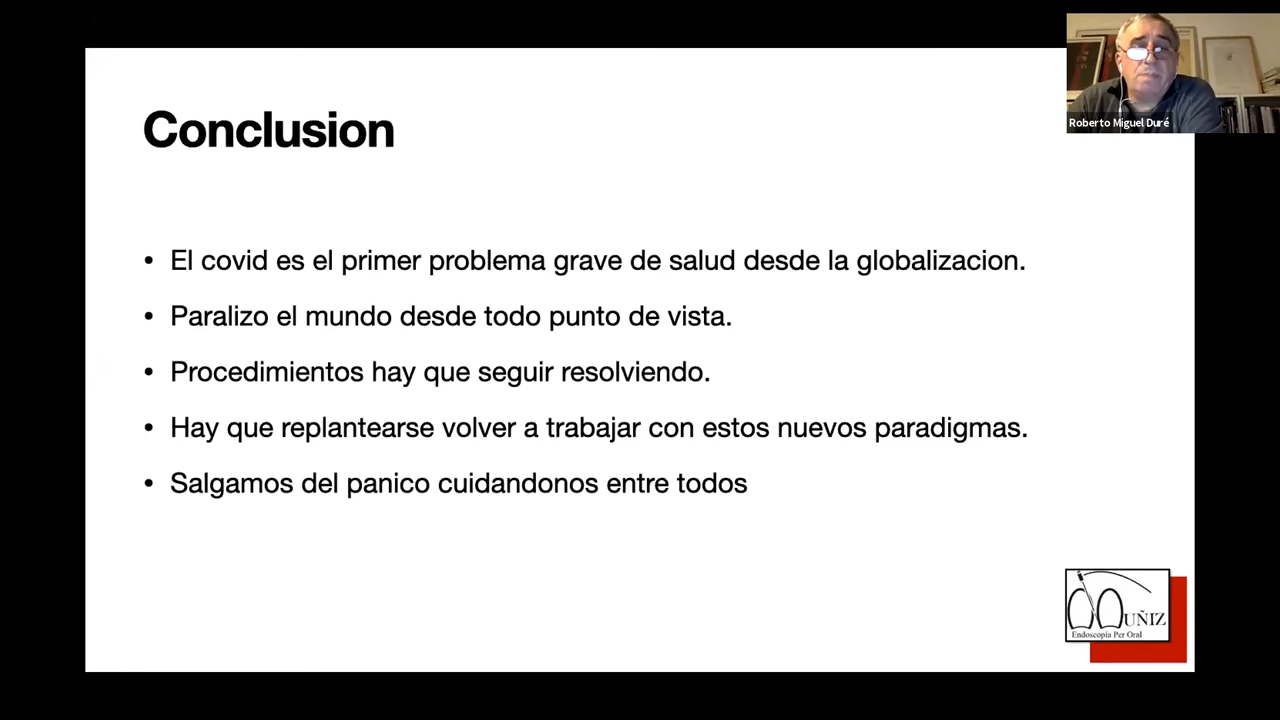 Roberto Miguel Duré
Conclusion
• El covid es el primer problema grave de salud desde la globalizacion.
• Paralizo el mundo desde todo punto de vista.
• Procedimientos hay que seguir resolviendo.
• Hay que replantearse volver a trabajar con estos nuevos paradigmas.
• Salgamos del panico cuidandonos entre todos
UÑIZ
Endoscopía Per Oral